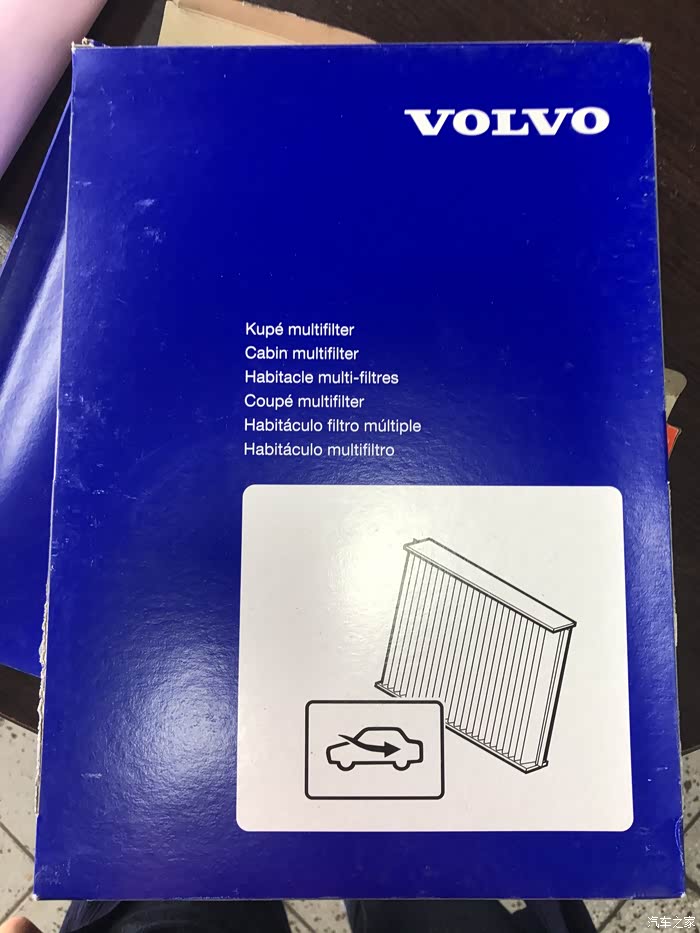 VOLVO
Kupé multifilter
Cabin multifilter
Habitacle multi-filtres
Coupé multifilter
Habitáculo filtro múltiple
Habitáculo multifiltro
汽车之家